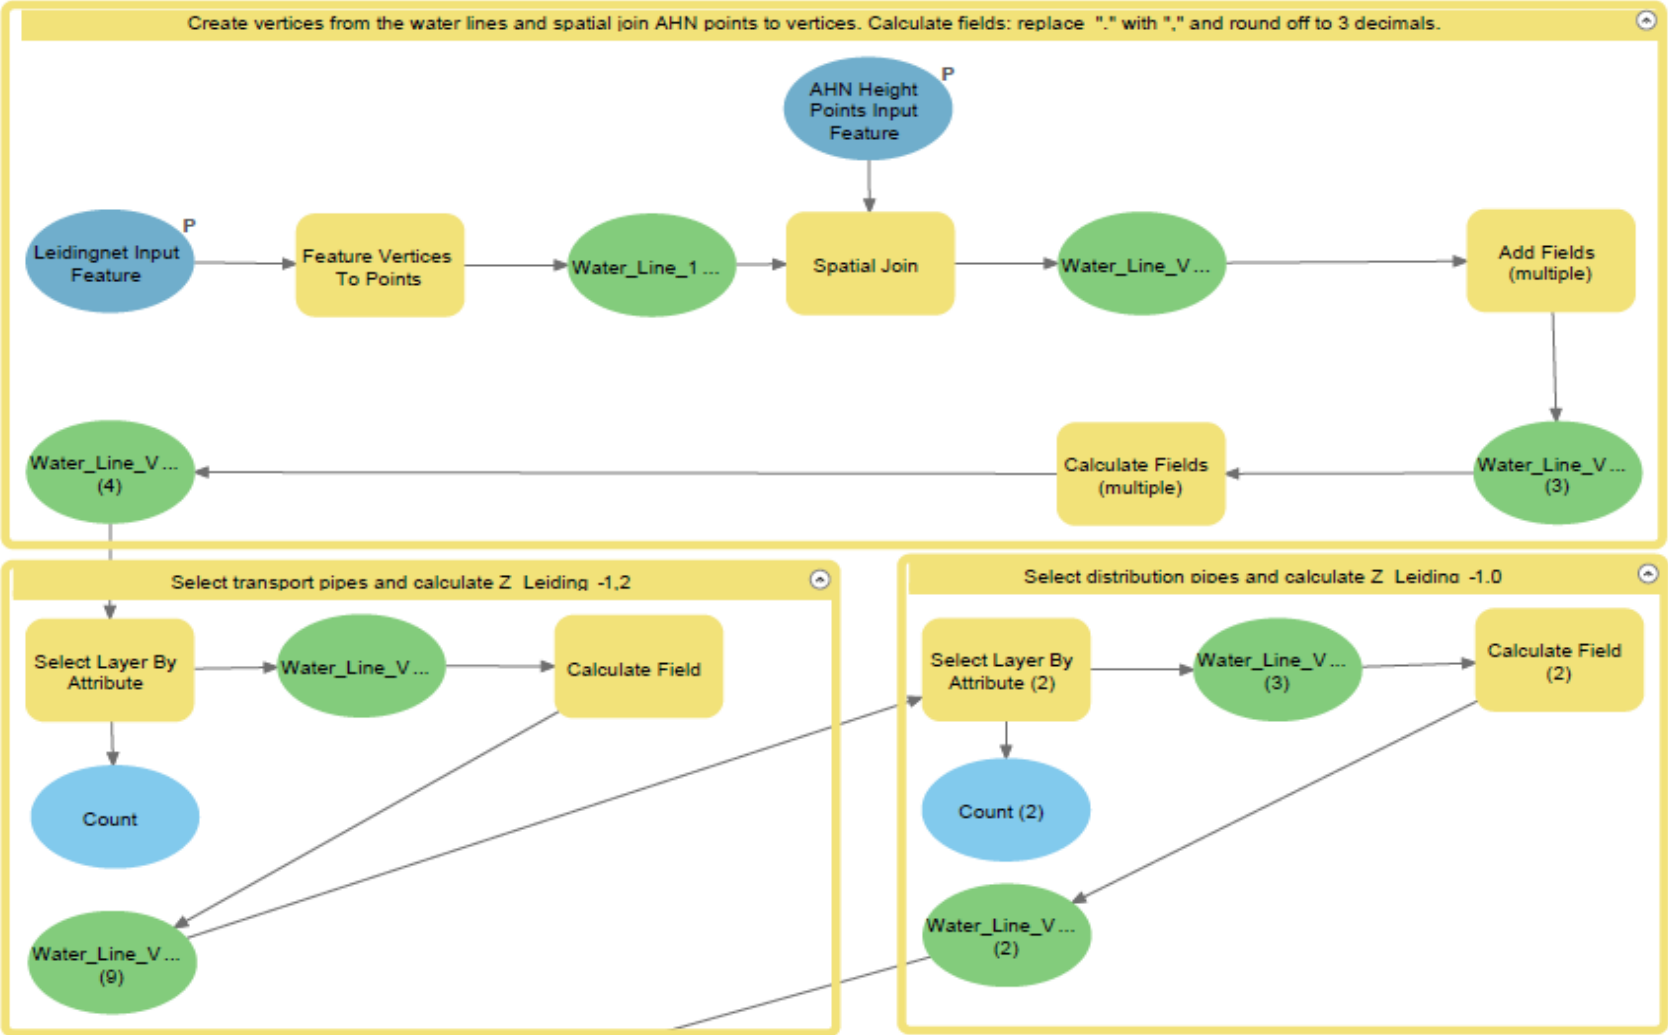 Create vertices from the water lines and spatial join AHN points to vertices. Calculate fields: replace "." with "," and round off to 3 decimals.
AHN Height
Points Input
Feature
P
Leidingnet Input
Feature
P
Feature Vertices
To Points
Water_Line_1 ...
Spatial Join
Water_Line_V ...
Add Fields
(multiple)
Water_Line_V ...
(4)
Calculate Fields
(multiple)
Water_Line_V ...
(3)
Select transport pipes and calculate Z_Leiding -1,2
Select Layer By
Attribute
Water_Line_V ...
Calculate Field
Count
Water_Line_V ...
(9)
Select distribution pipes and calculate Z_Leiding -1.0
Select Layer By
Attribute (2)
Water_Line_V ...
(3)
Calculate Field
(2)
Count (2)
Water_Line_V ...
(2)